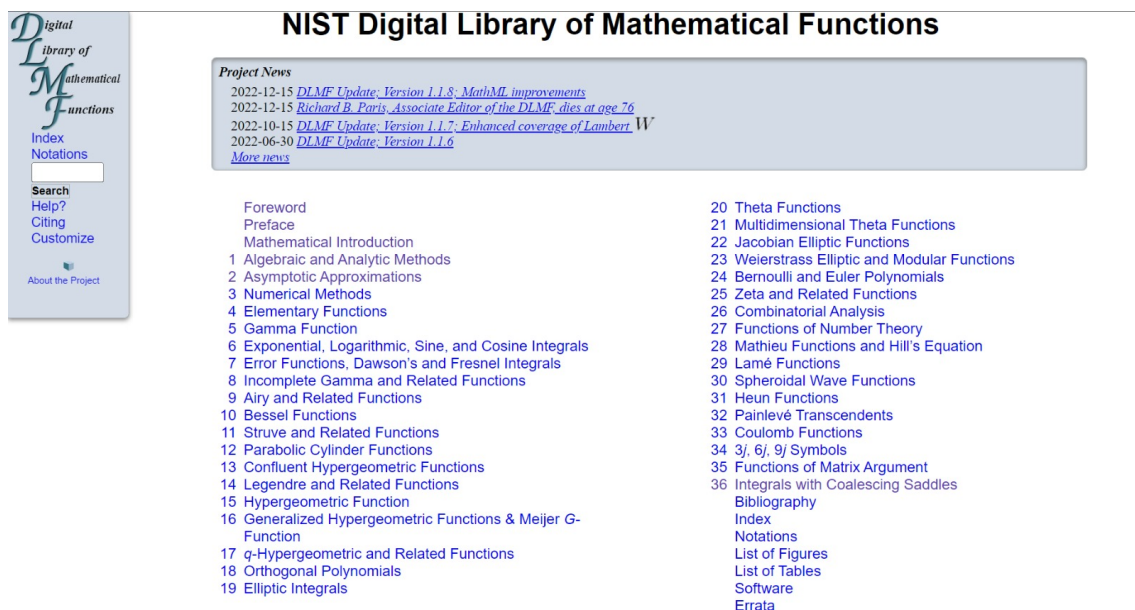 Digital
Library of
Mathematical
Functions
Index
Notations
Search
Help?
Citing
Customize
About the Project
NIST Digital Library of Mathematical Functions
Project News
2022-12-15 DLMF Update; Version 1.1.8; MathML improvements
2022-12-15 Richard B. Paris, Associate Editor of the DLMF, dies at age 76
2022-10-15 DLMF Update; Version 1.1.7; Enhanced coverage of Lambert W
2022-06-30 DLMF Update; Version 1.1.6
More news
Foreword
Preface
Mathematical Introduction
1 Algebraic and Analytic Methods
2 Asymptotic Approximations
3 Numerical Methods
4 Elementary Functions
5 Gamma Function
6 Exponential, Logarithmic, Sine, and Cosine Integrals
7 Error Functions, Dawson's and Fresnel Integrals
8 Incomplete Gamma and Related Functions
9 Airy and Related Functions
10 Bessel Functions
11 Struve and Related Functions
12 Parabolic Cylinder Functions
13 Confluent Hypergeometric Functions
14 Legendre and Related Functions
15 Hypergeometric Function
16 Generalized Hypergeometric Functions & Meijer G-
Function
17 q-Hypergeometric and Related Functions
18 Orthogonal Polynomials
19 Elliptic Integrals
20 Theta Functions
21 Multidimensional Theta Functions
22 Jacobian Elliptic Functions
23 Weierstrass Elliptic and Modular Functions
24 Bernoulli and Euler Polynomials
25 Zeta and Related Functions
26 Combinatorial Analysis
27 Functions of Number Theory
28 Mathieu Functions and Hill's Equation
29 Lamé Functions
30 Spheroidal Wave Functions
31 Heun Functions
32 Painlevé Transcendents
33 Coulomb Functions
34 3j, 6j, 9j Symbols
35 Functions of Matrix Argument
36 Integrals with Coalescing Saddles
Bibliography
Index
Notations
List of Figures
List of Tables
Software
Errata